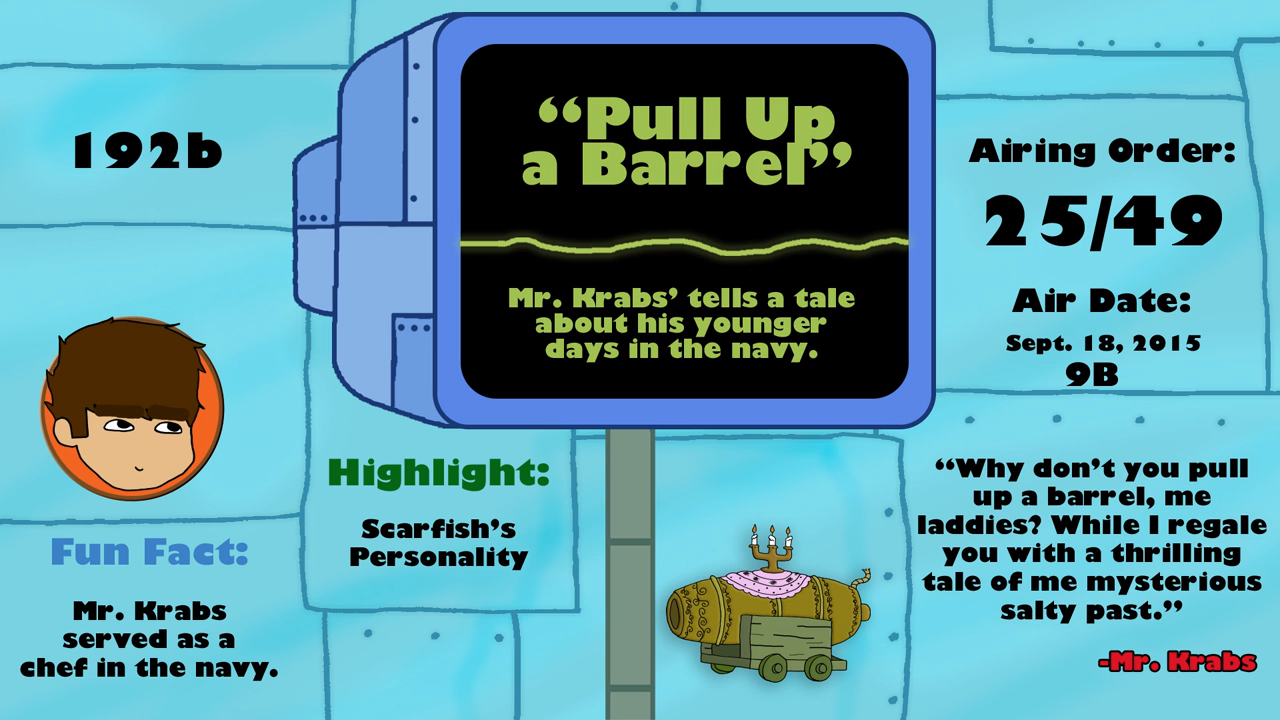 192b
“Pull Up
a Barrel”
Mr. Krabs’ tells a tale
about his younger
days in the navy.
Airing Order:
25/49
Air Date:
Sept. 18, 2015
9B
Fun Fact:
Mr. Krabs
served as a
chef in the navy.
Highlight:
Scarfish’s
Personality
“Why don’t you pull
up a barrel, me
laddies? While I regale
you with a thrilling
tale of me mysterious
salty past.”
-Mr. Krabs